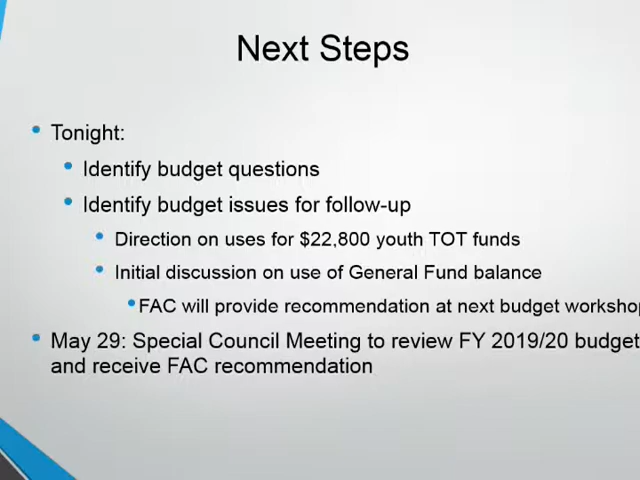 Next Steps
• Tonight:
• Identify budget questions
• Identify budget issues for follow-up
• Direction on uses for $22,800 youth TOT funds
• Initial discussion on use of General Fund balance
• FAC will provide recommendation at next budget workshop
• May 29: Special Council Meeting to review FY 2019/20 budget
and receive FAC recommendation